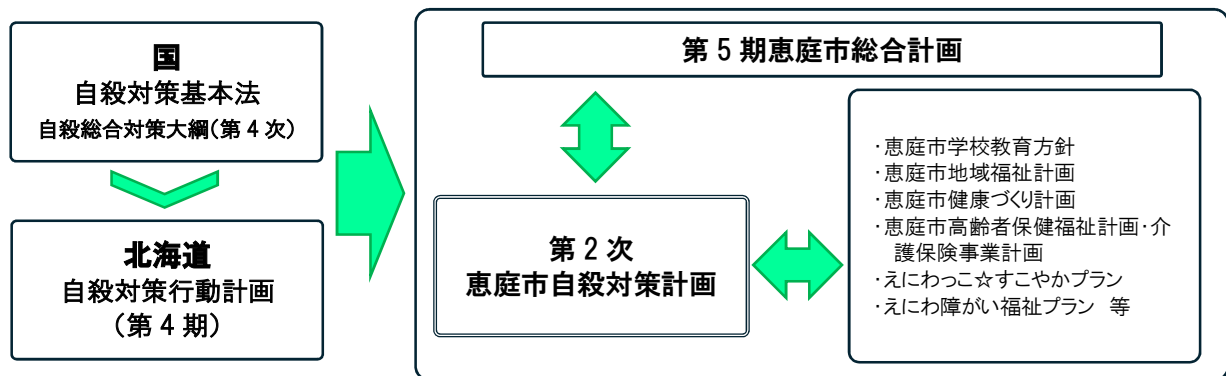 国
自殺対策基本法
自殺総合対策大綱(第4次)
北海道
自殺対策行動計画
（第4期）
第5期恵庭市総合計画
第2次
恵庭市自殺対策計画
・恵庭市学校教育方針
・恵庭市地域福祉計画
・恵庭市健康づくり計画
・恵庭市高齢者保健福祉計画・介
護保険事業計画
・えにわっこ☆すこやかプラン
・えにわ障がい福祉プラン　等